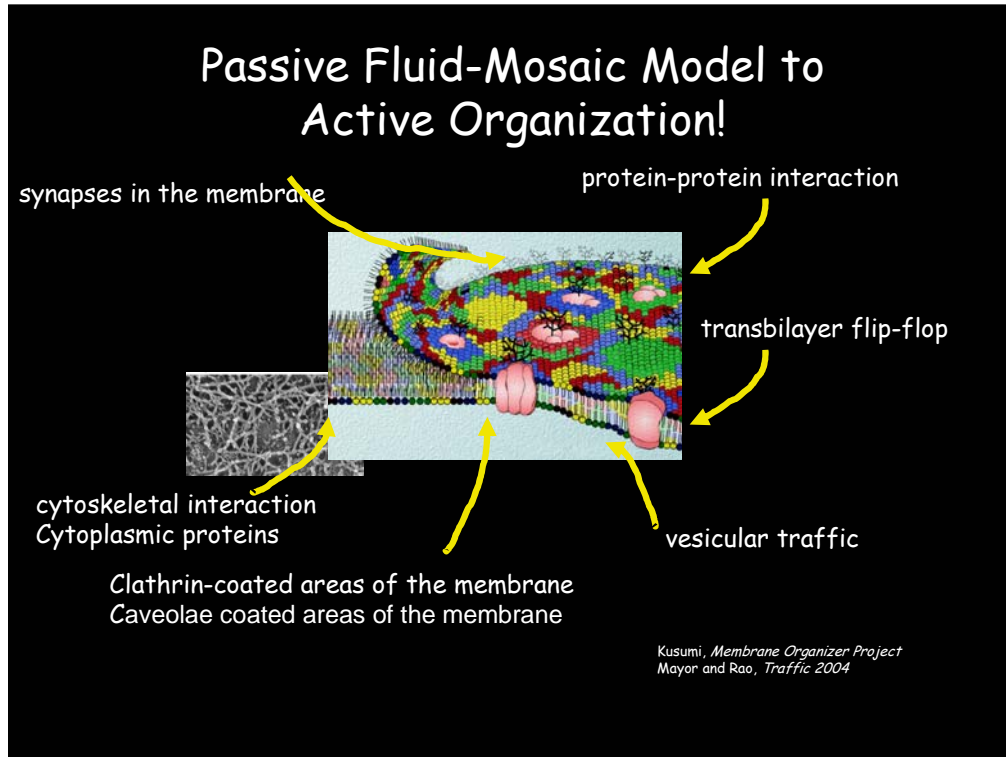 Passive Fluid-Mosaic Model to
Active Organization!
synapses in the membrane
protein-protein interaction
transbilayer flip-flop
cytoskeletal interaction
Cytoplasmic proteins
vesicular traffic
Clathrin-coated areas of the membrane
Caveolae coated areas of the membrane
Kusumi, Membrane Organizer Project
Mayor and Rao, Traffic 2004